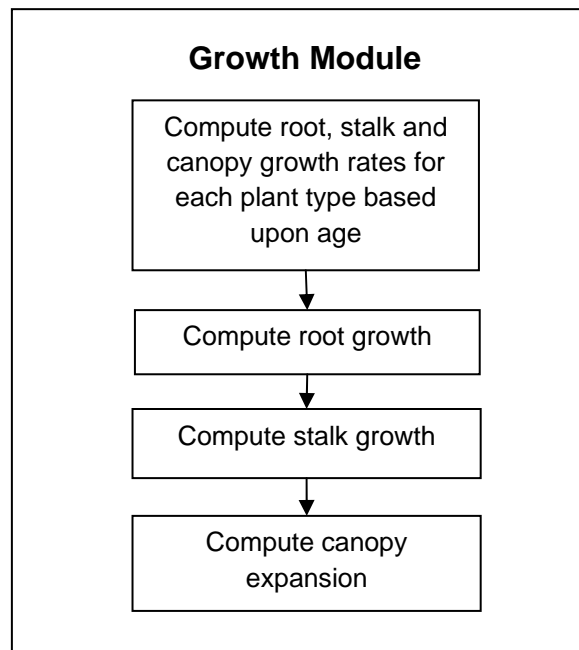 Growth Module
Compute root, stalk and
canopy growth rates for
each plant type based
upon age
Compute root growth
Compute stalk growth
Compute canopy
expansion